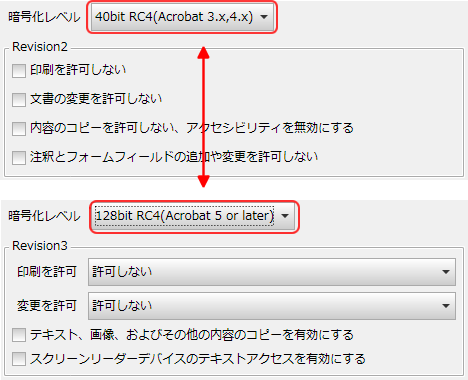 暗号化レベル 40bit RC4(Acrobat 3.x,4.x)
Revision2
印刷を許可しない
文書の変更を許可しない
内容のコピーを許可しない、アクセシビリティを無効にする
注釈とフォームフィールドの追加や変更を許可しない
暗号化レベル 128bit RC4(Acrobat 5 or later)
Revision3
印刷を許可 許可しない
変更を許可 許可しない
テキスト、画像、およびその他の内容のコピーを有効にする
スクリーンリーダーデバイスのテキストアクセスを有効にする